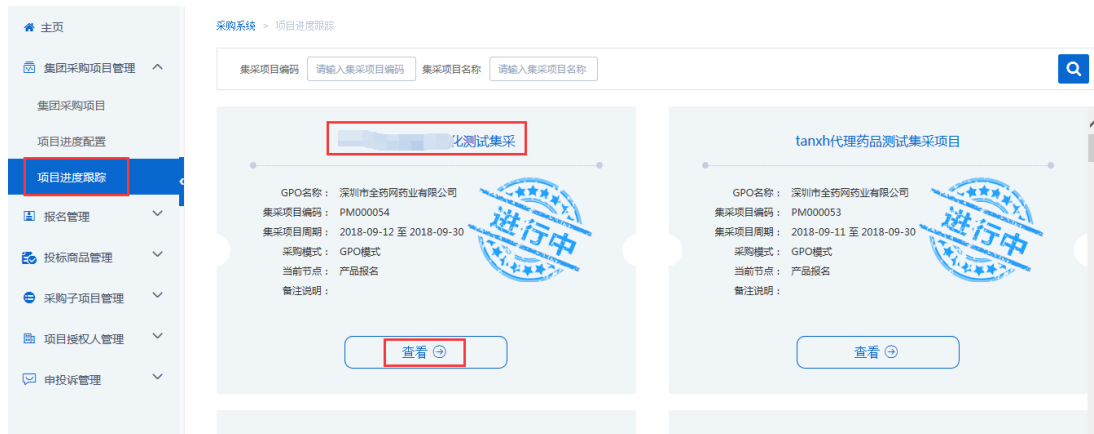 主页
集团采购项目管理
集团采购项目
项目进度配置
项目进度跟踪
报名管理
投标商品管理
采购子项目管理
项目授权人管理
申投诉管理
采购系统 > 项目进度跟踪
集采项目编码 请输入集采项目编码 集采项目名称 请输入集采项目名称
化测试集采
GPO名称： 深圳市全药网药业有限公司
集采项目编码： PM000054
集采项目周期： 2018-09-12 至 2018-09-30
采购模式： GPO模式
当前节点： 产品报名
备注说明：
进行中
查看
tanxh代理药品测试集采项目
GPO名称： 深圳市全药网药业有限公司
集采项目编码： PM000053
集采项目周期： 2018-09-11 至 2018-09-30
采购模式： GPO模式
当前节点： 产品报名
备注说明：
进行中
查看